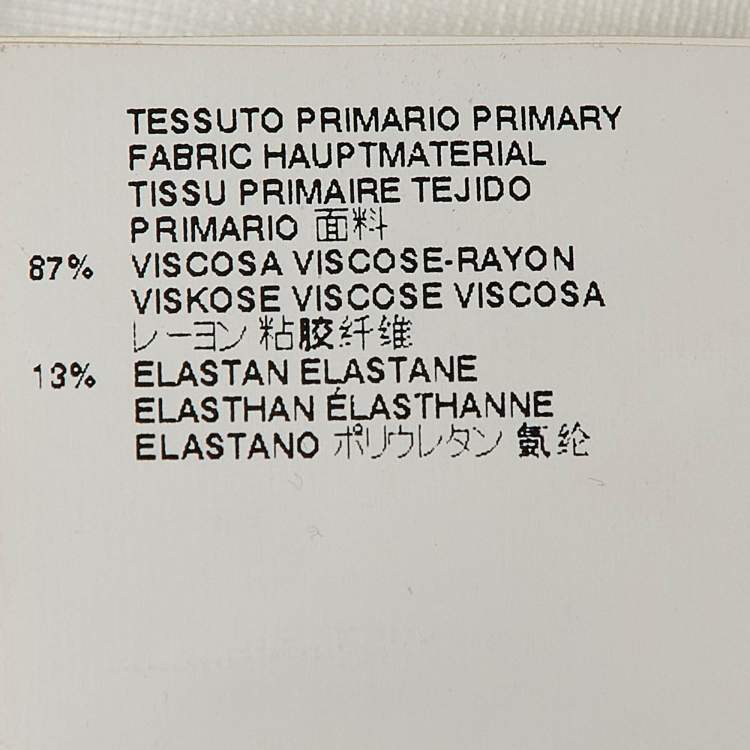 TESSUTO PRIMARIO PRIMARY
FABRIC HAUPTMATERIAL
TISSU PRIMAIRE TEJIDO
PRIMARIO 面料
87% VISCOSA VISCOSE-RAYON
VISKOSE VISCOSE VISCOSA
レーヨン 粘胶纤维
13% ELASTAN ELASTANE
ELASTHAN ÉLASTHANNE
ELASTANO ポリウレタン 氨纶